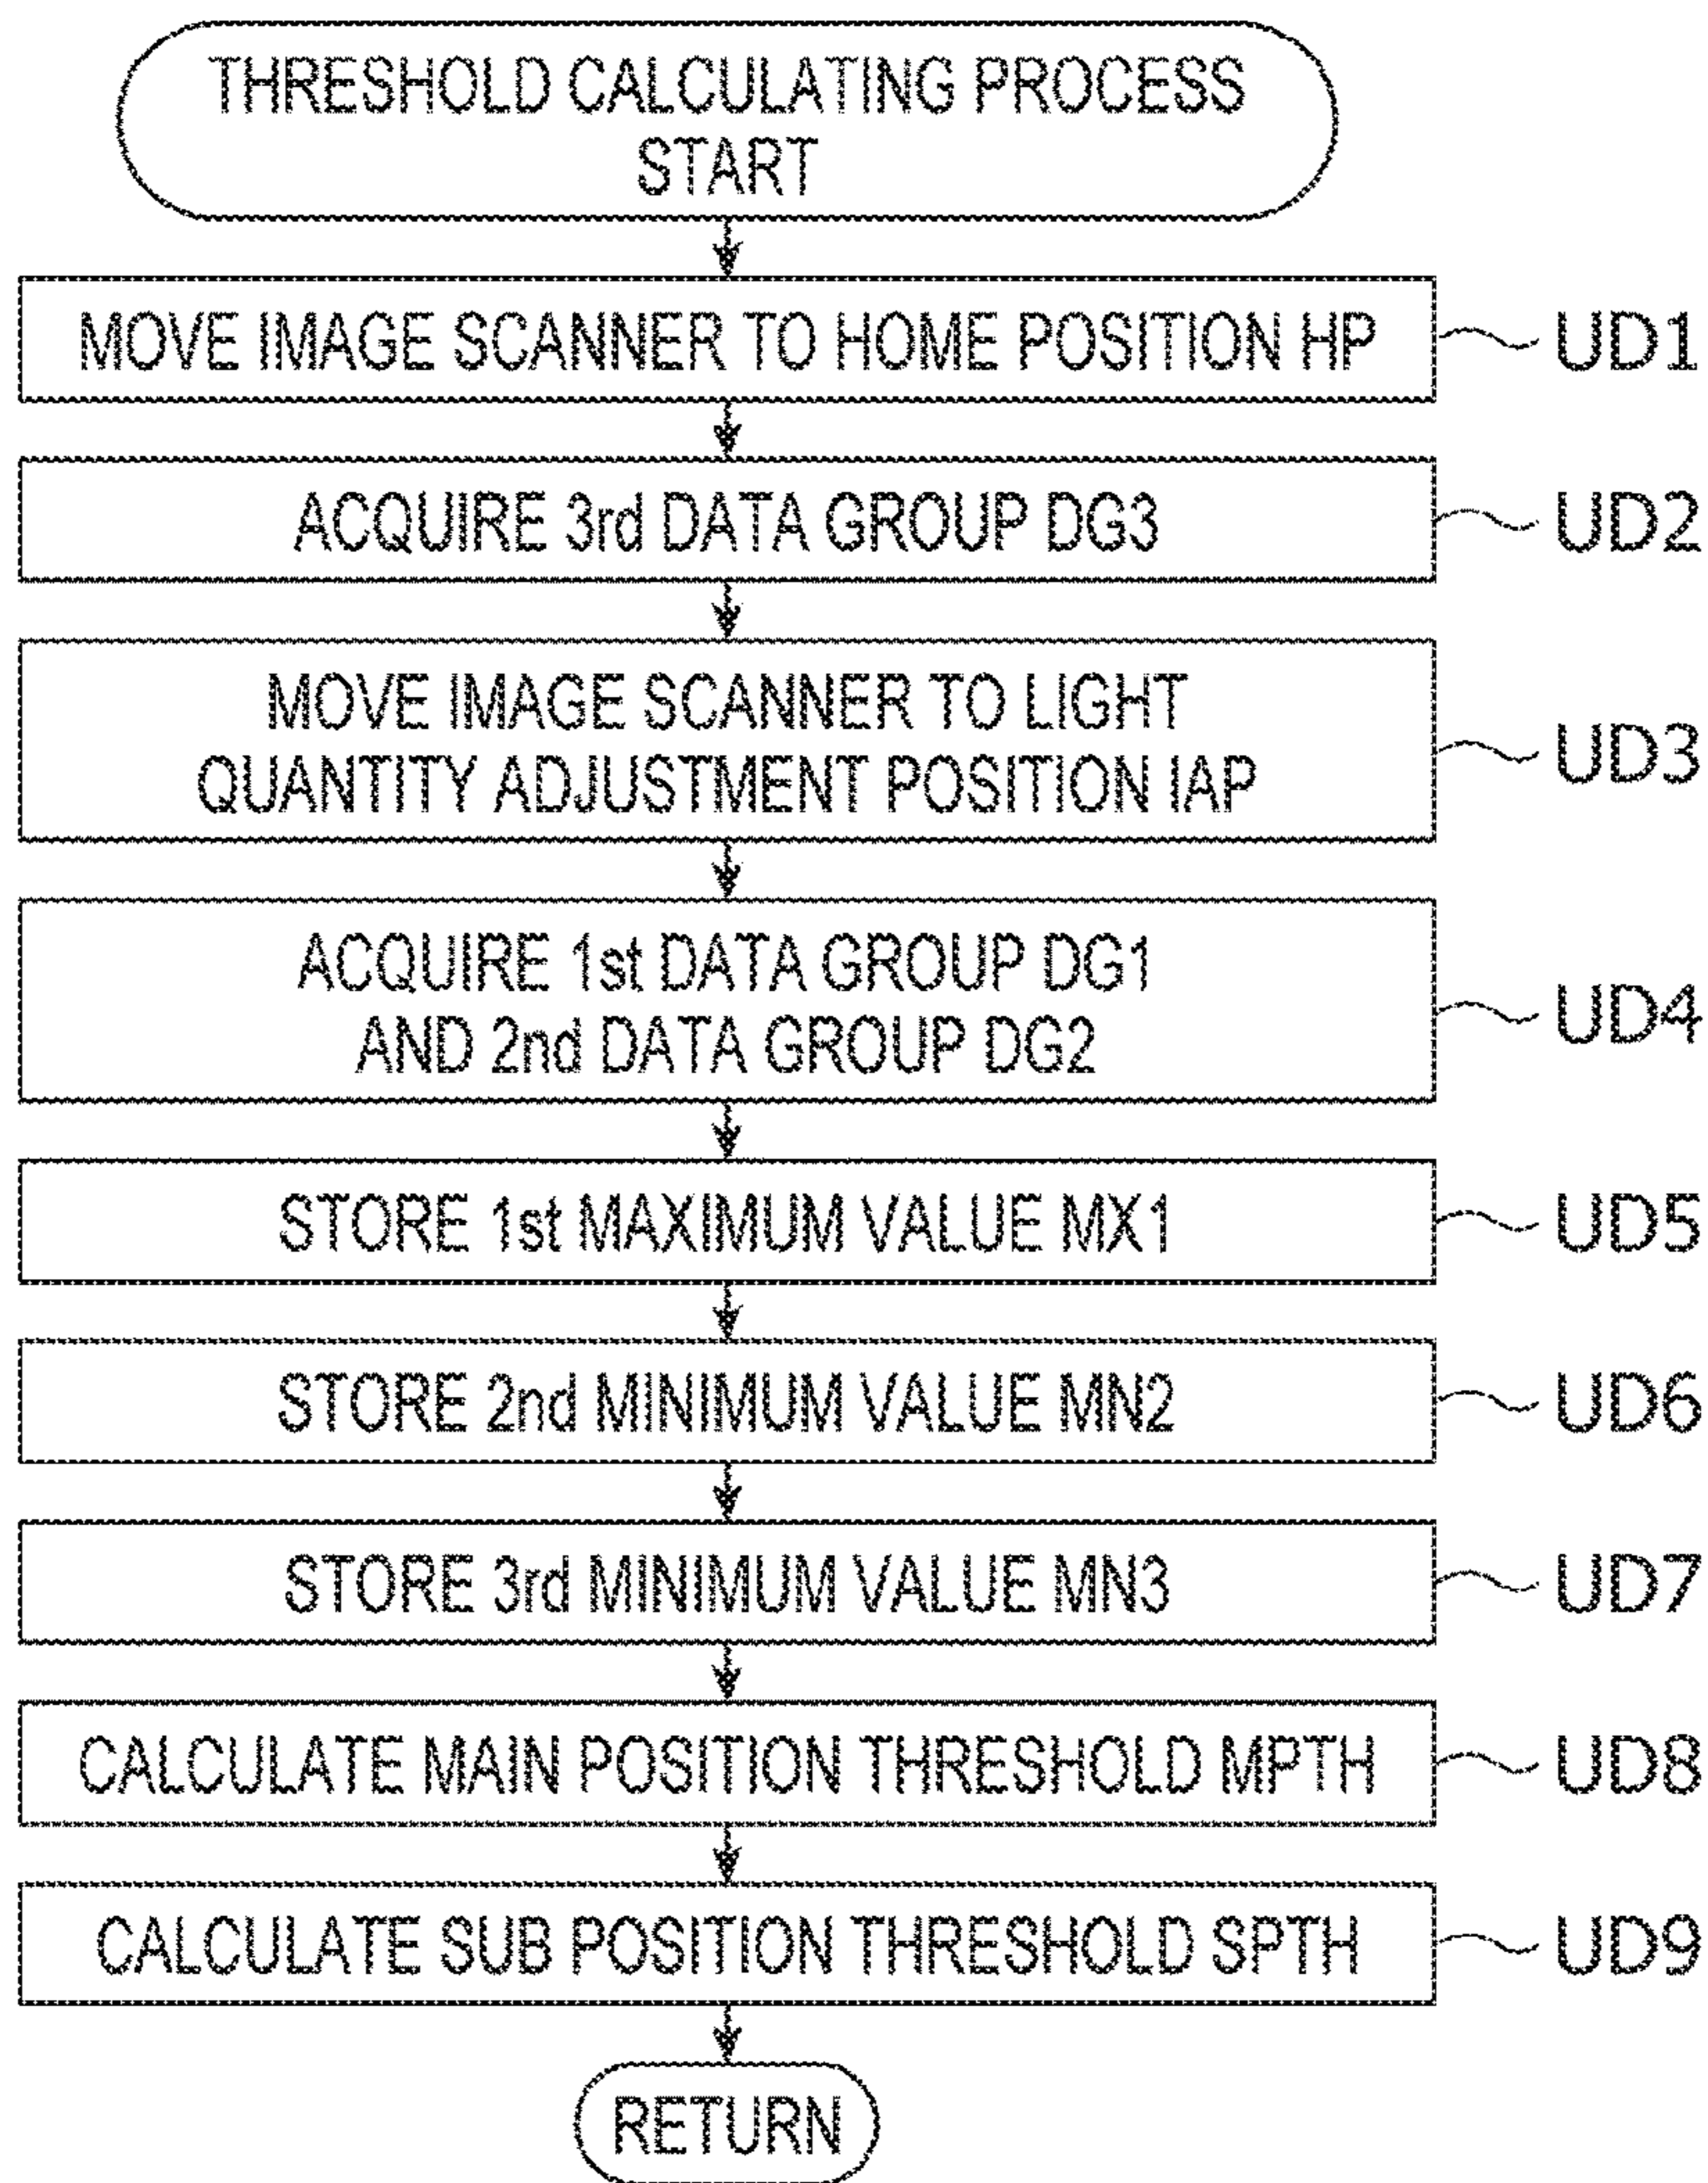 THRESHOLD CALCULATING PROCESS
START
MOVE IMAGE SCANNER TO HOME POSITION HP
UD1
ACQUIRE 3rd DATA GROUP DG3
UD2
MOVE IMAGE SCANNER TO LIGHT
QUANTITY ADJUSTMENT POSITION IAP
UD3
ACQUIRE 1st DATA GROUP DG1
AND 2nd DATA GROUP DG2
UD4
STORE 1st MAXIMUM VALUE MX1
UD5
STORE 2nd MINIMUM VALUE MN2
UD6
STORE 3rd MINIMUM VALUE MN3
UD7
CALCULATE MAIN POSITION THRESHOLD MPTH
UD8
CALCULATE SUB POSITION THRESHOLD SPTH
UD9
RETURN